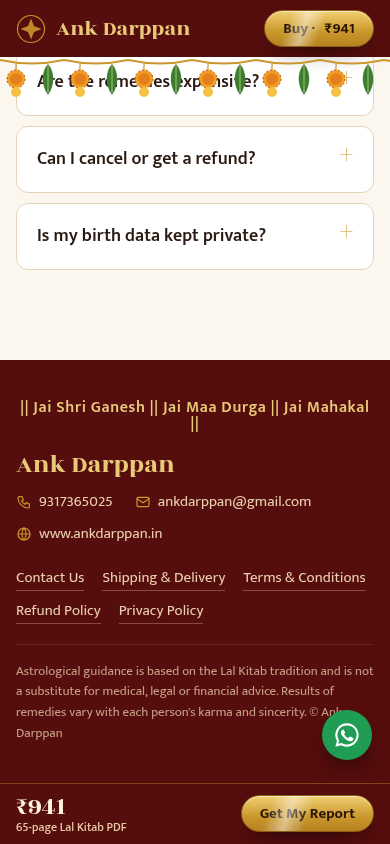 Ank Darppan
Buy · ₹941
Are the remedies expensive?
Can I cancel or get a refund?
Is my birth data kept private?
|| Jai Shri Ganesh || Jai Maa Durga || Jai Mahakal
||
Ank Darppan
9317365025 ankdarppan@gmail.com
www.ankdarppan.in
Contact Us Shipping & Delivery Terms & Conditions
Refund Policy Privacy Policy
Astrological guidance is based on the Lal Kitab tradition and is not
a substitute for medical, legal or financial advice. Results of
remedies vary with each person's karma and sincerity. © Ank
Darppan
₹941
65-page Lal Kitab PDF
Get My Report